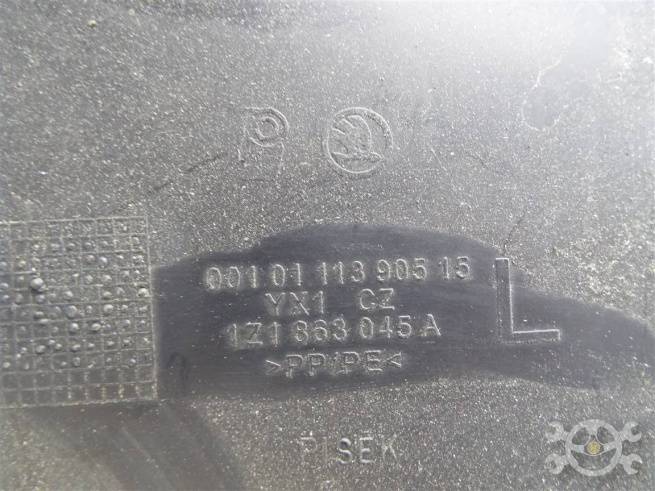 001 01 113 905 15
YX1 CZ
1Z1 863 045 A
>PP/PE<
L
PISEK